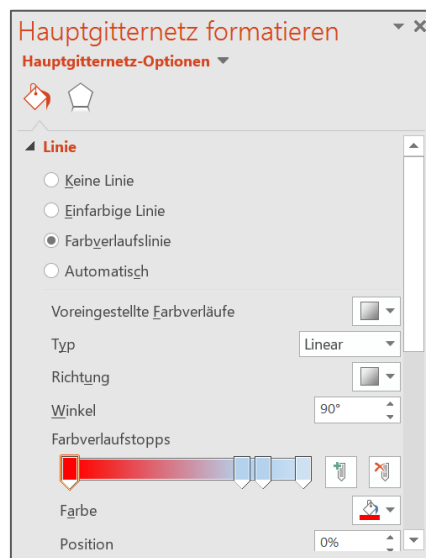 Hauptgitternetz formatieren
Hauptgitternetz-Optionen
Linie
Keine Linie
Einfarbige Linie
Farbverlaufslinie
Automatisch
Voreingestellte Farbverläufe
Typ Linear
Richtung
Winkel 90°
Farbverlaufstopps
Farbe
Position 0%